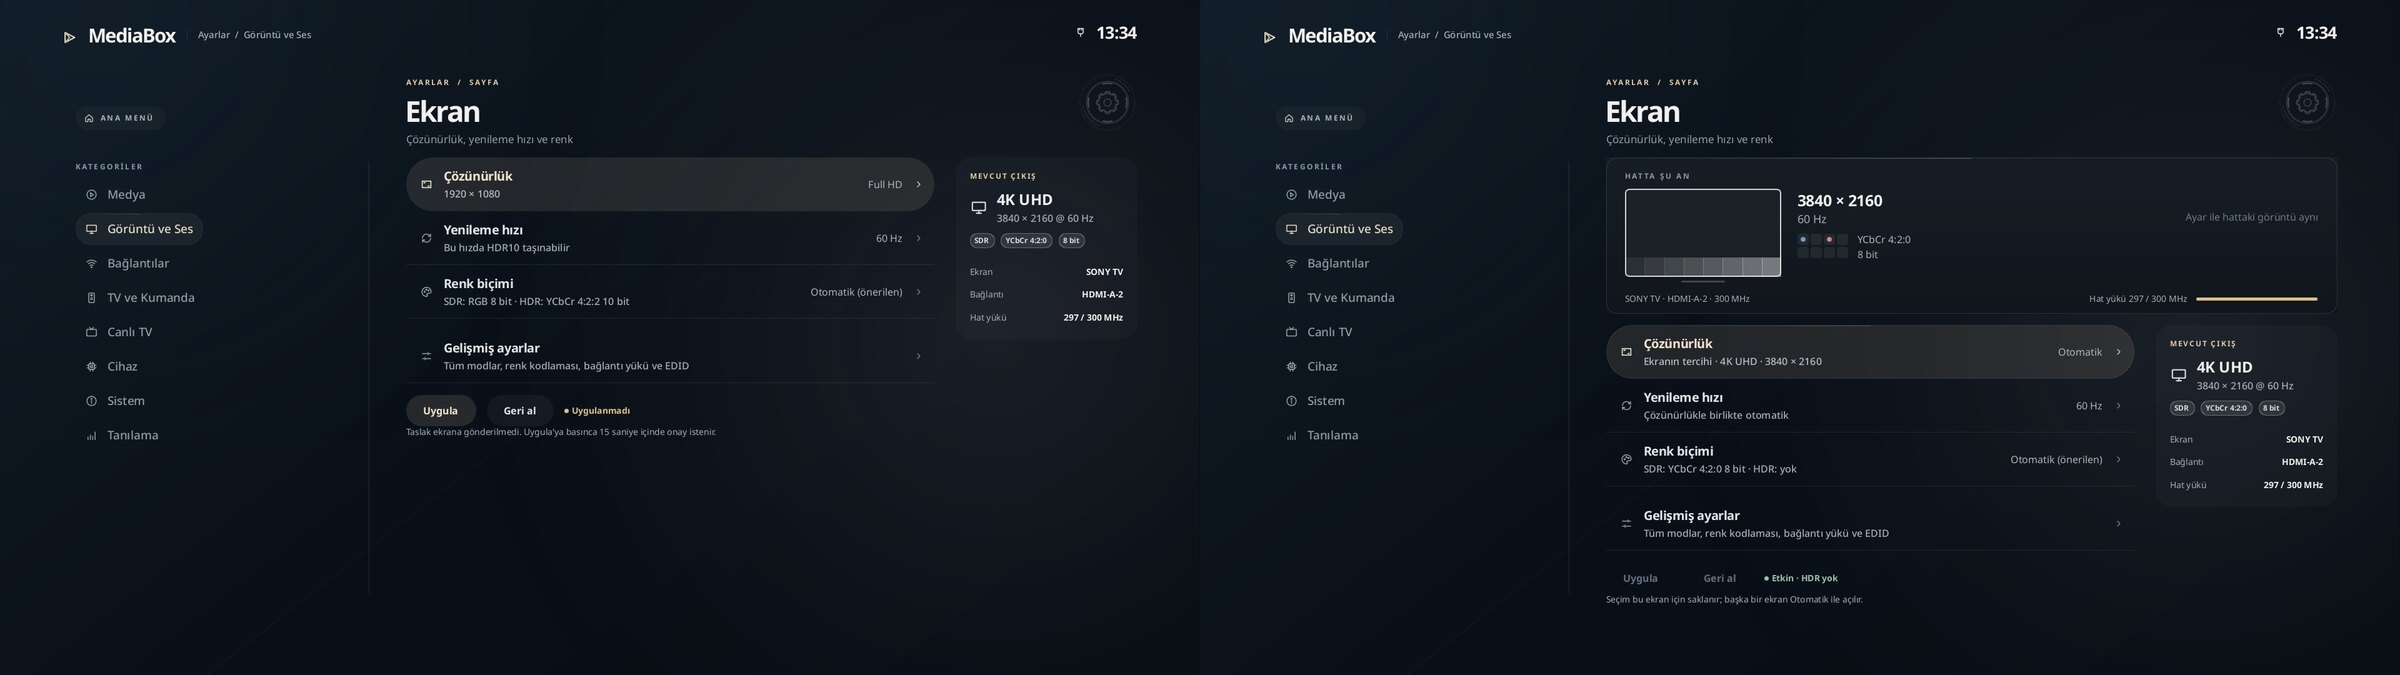 MediaBox
Ayarlar / Görüntü ve Ses
13:34
ANA MENÜ
KATEGORİLER
Medya
Görüntü ve Ses
Bağlantılar
TV ve Kumanda
Canlı TV
Cihaz
Sistem
Tanılama
AYARLAR / SAYFA
Ekran
Çözünürlük, yenileme hızı ve renk
Çözünürlük
1920 × 1080
Full HD
Yenileme hızı
Bu hızda HDR10 taşınabilir
60 Hz
Renk biçimi
SDR: RGB 8 bit · HDR: YCbCr 4:2:2 10 bit
Otomatik (önerilen)
Gelişmiş ayarlar
Tüm modlar, renk kodlaması, bağlantı yükü ve EDID
Uygula
Geri al
Uygulanmadı
Taslak ekrana gönderilmedi. Uygula'ya basınca 15 saniye içinde onay istenir.
MEVCUT ÇIKIŞ
4K UHD
3840 × 2160 @ 60 Hz
SDR
YCbCr 4:2:0
8 bit
Ekran SONY TV
Bağlantı HDMI-A-2
Hat yükü 297 / 300 MHz
MediaBox
Ayarlar / Görüntü ve Ses
13:34
ANA MENÜ
KATEGORİLER
Medya
Görüntü ve Ses
Bağlantılar
TV ve Kumanda
Canlı TV
Cihaz
Sistem
Tanılama
AYARLAR / SAYFA
Ekran
Çözünürlük, yenileme hızı ve renk
HATTA ŞU AN
3840 × 2160
60 Hz
YCbCr 4:2:0
8 bit
Ayar ile hattaki görüntü aynı
SONY TV · HDMI-A-2 · 300 MHz
Hat yükü 297 / 300 MHz
Çözünürlük
Ekranın tercihi · 4K UHD · 3840 × 2160
Otomatik
Yenileme hızı
Çözünürlükle birlikte otomatik
60 Hz
Renk biçimi
SDR: YCbCr 4:2:0 8 bit · HDR: yok
Otomatik (önerilen)
Gelişmiş ayarlar
Tüm modlar, renk kodlaması, bağlantı yükü ve EDID
Uygula
Geri al
Etkin · HDR yok
Seçim bu ekran için saklanır; başka bir ekran Otomatik ile açılır.
MEVCUT ÇIKIŞ
4K UHD
3840 × 2160 @ 60 Hz
SDR
YCbCr 4:2:0
8 bit
Ekran SONY TV
Bağlantı HDMI-A-2
Hat yükü 297 / 300 MHz